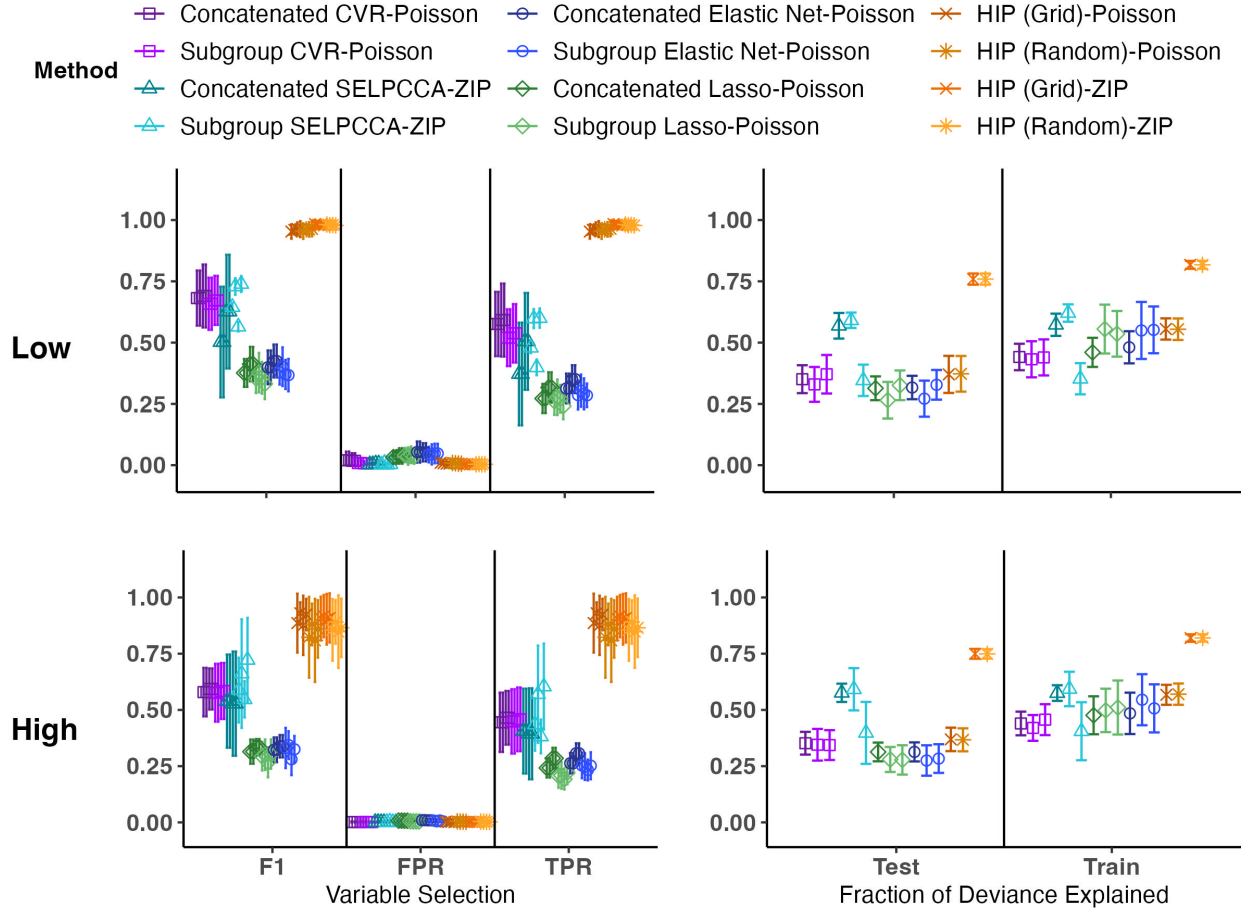 Method
Concatenated CVR-Poisson
Subgroup CVR-Poisson
Concatenated SELPCCA-ZIP
Subgroup SELPCCA-ZIP
Concatenated Elastic Net-Poisson
Subgroup Elastic Net-Poisson
Concatenated Lasso-Poisson
Subgroup Lasso-Poisson
HIP (Grid)-Poisson
HIP (Random)-Poisson
HIP (Grid)-ZIP
HIP (Random)-ZIP
Low
1.00
0.75
0.50
0.25
0.00
1.00
0.75
0.50
0.25
0.00
High
1.00
0.75
0.50
0.25
0.00
F1 FPR TPR
Variable Selection
1.00
0.75
0.50
0.25
0.00
Test Train
Fraction of Deviance Explained